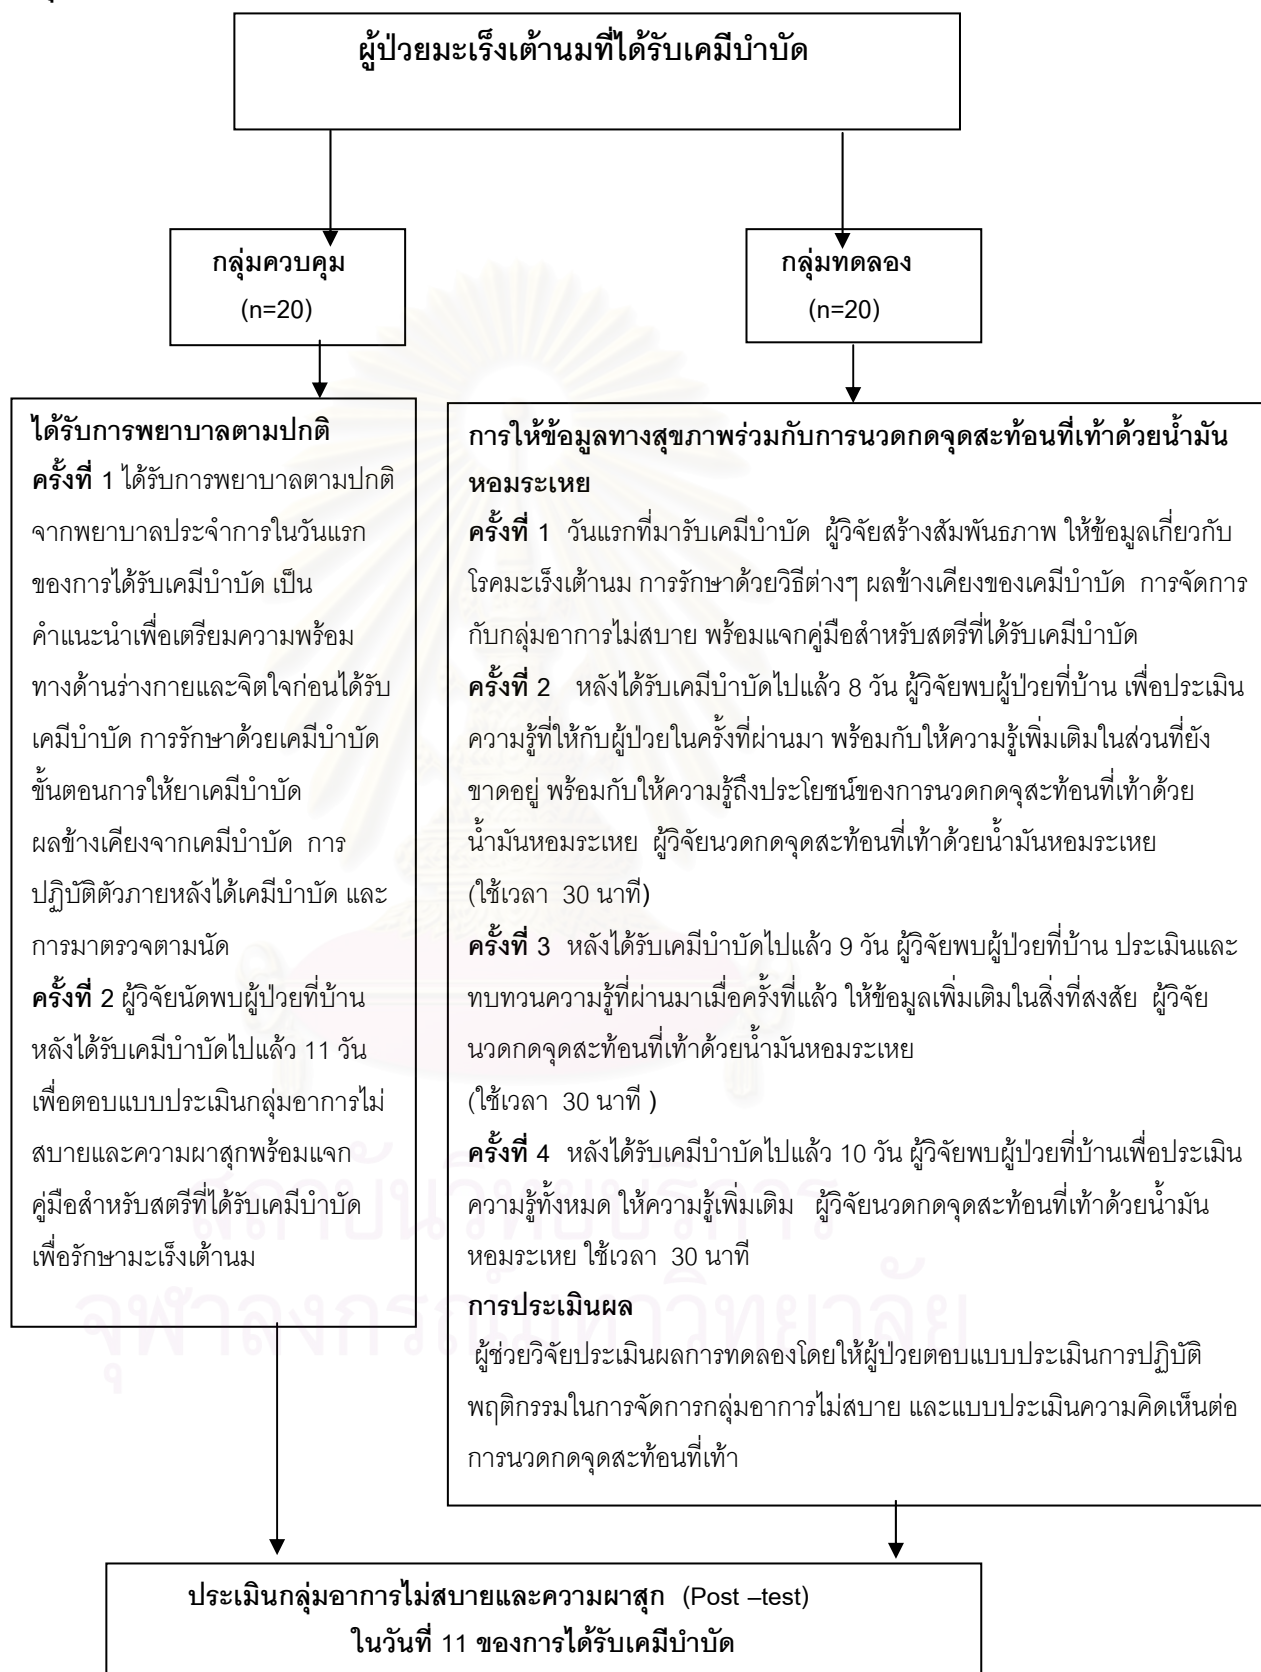 ผู้ป่วยมะเร็งเต้านมที่ได้รับเคมีบำบัด
กลุ่มควบคุม
(n=20)
กลุ่มทดลอง
(n=20)
ได้รับการพยาบาลตามปกติ
ครั้งที่ 1 ได้รับการพยาบาลตามปกติ
จากพยาบาลประจำการในวันแรก
ของการได้รับเคมีบำบัด เป็น
คำแนะนำเพื่อเตรียมความพร้อม
ทางด้านร่างกายและจิตใจก่อนได้รับ
เคมีบำบัด การรักษาด้วยเคมีบำบัด
ขั้นตอนการให้ยาเคมีบำบัด
ผลข้างเคียงจากเคมีบำบัด การ
ปฏิบัติตัวภายหลังได้เคมีบำบัด และ
การมาตรวจตามนัด
ครั้งที่ 2 ผู้วิจัยนัดพบผู้ป่วยที่บ้าน
หลังได้รับเคมีบำบัดไปแล้ว 11 วัน
เพื่อตอบแบบประเมินกลุ่มอาการไม่
สบายและความผาสุกพร้อมแจก
คู่มือสำหรับสตรีที่ได้รับเคมีบำบัด
เพื่อรักษามะเร็งเต้านม
การให้ข้อมูลทางสุขภาพร่วมกับการนวดกดจุดสะท้อนที่เท้าด้วยน้ำมัน
หอมระเหย
ครั้งที่ 1 วันแรกที่มารับเคมีบำบัด ผู้วิจัยสร้างสัมพันธภาพ ให้ข้อมูลเกี่ยวกับ
โรคมะเร็งเต้านม การรักษาด้วยวิธีต่างๆ ผลข้างเคียงของเคมีบำบัด การจัดการ
กับกลุ่มอาการไม่สบาย พร้อมแจกคู่มือสำหรับสตรีที่ได้รับเคมีบำบัด
ครั้งที่ 2 หลังได้รับเคมีบำบัดไปแล้ว 8 วัน ผู้วิจัยพบผู้ป่วยที่บ้าน เพื่อประเมิน
ความรู้ที่ให้กับผู้ป่วยในครั้งที่ผ่านมา พร้อมกับให้ความรู้เพิ่มเติมในส่วนที่ยัง
ขาดอยู่ พร้อมกับให้ความรู้ถึงประโยชน์ของการนวดกดจุสะท้อนที่เท้าด้วย
น้ำมันหอมระเหย ผู้วิจัยนวดกดจุดสะท้อนที่เท้าด้วยน้ำมันหอมระเหย
(ใช้เวลา 30 นาที)
ครั้งที่ 3 หลังได้รับเคมีบำบัดไปแล้ว 9 วัน ผู้วิจัยพบผู้ป่วยที่บ้าน ประเมินและ
ทบทวนความรู้ที่ผ่านมาเมื่อครั้งที่แล้ว ให้ข้อมูลเพิ่มเติมในสิ่งที่สงสัย ผู้วิจัย
นวดกดจุดสะท้อนที่เท้าด้วยน้ำมันหอมระเหย
(ใช้เวลา 30 นาที )
ครั้งที่ 4 หลังได้รับเคมีบำบัดไปแล้ว 10 วัน ผู้วิจัยพบผู้ป่วยที่บ้านเพื่อประเมิน
ความรู้ทั้งหมด ให้ความรู้เพิ่มเติม ผู้วิจัยนวดกดจุดสะท้อนที่เท้าด้วยน้ำมัน
หอมระเหย ใช้เวลา 30 นาที
การประเมินผล
ผู้ช่วยวิจัยประเมินผลการทดลองโดยให้ผู้ป่วยตอบแบบประเมินการปฏิบัติ
พฤติกรรมในการจัดการกลุ่มอาการไม่สบาย และแบบประเมินความคิดเห็นต่อ
การนวดกดจุดสะท้อนที่เท้า
ประเมินกลุ่มอาการไม่สบายและความผาสุก (Post –test)
ในวันที่ 11 ของการได้รับเคมีบำบัด
สถาบันวิทยบริการ
จุฬาลงกรณ์มหาวิทยาลัย